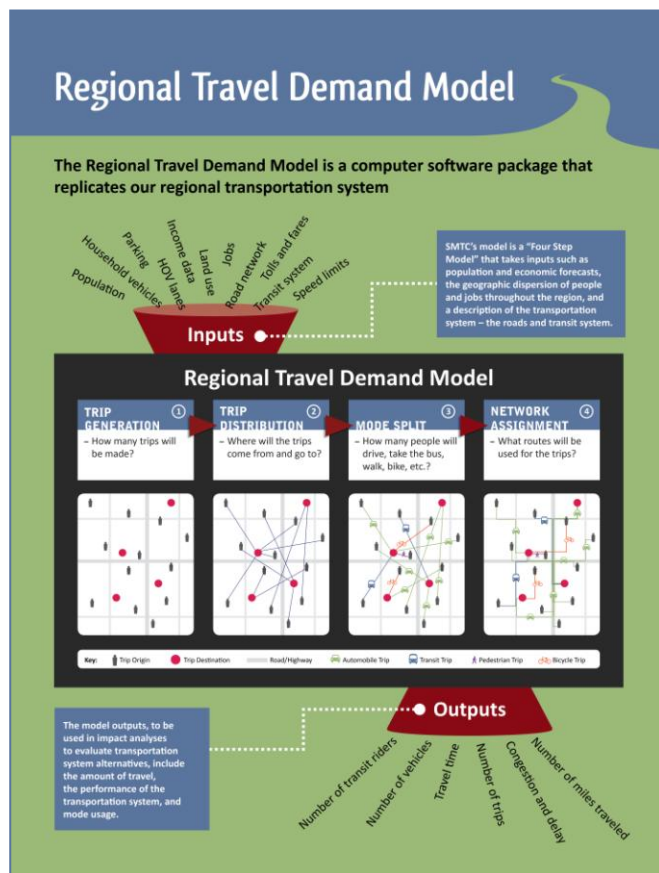 Regional Travel Demand Model
The Regional Travel Demand Model is a computer software package that
replicates our regional transportation system
Population
Household vehicles
Parking
HOV lanes
Income data
Land use
Jobs
Road network
Tolls and fares
Transit system
Speed limits
SMTC’s model is a “Four Step
Model” that takes inputs such as
population and economic forecasts,
the geographic dispersion of people
and jobs throughout the region, and
a description of the transportation
system – the roads and transit system.
Inputs
Regional Travel Demand Model
TRIP
GENERATION
1
– How many trips will
be made?
TRIP
DISTRIBUTION
2
– Where will the trips
come from and go to?
MODE SPLIT
3
– How many people will
drive, take the bus,
walk, bike, etc.?
NETWORK
ASSIGNMENT
4
– What routes will be
used for the trips?
Key: Trip Origin Trip Destination Road/Highway Automobile Trip Transit Trip Pedestrian Trip Bicycle Trip
Outputs
The model outputs, to be
used in impact analyses
to evaluate transportation
system alternatives, include
the amount of travel,
the performance of the
transportation system, and
mode usage.
Number of transit riders
Number of vehicles
Travel time
Number of trips
Congestion and delay
Number of miles traveled